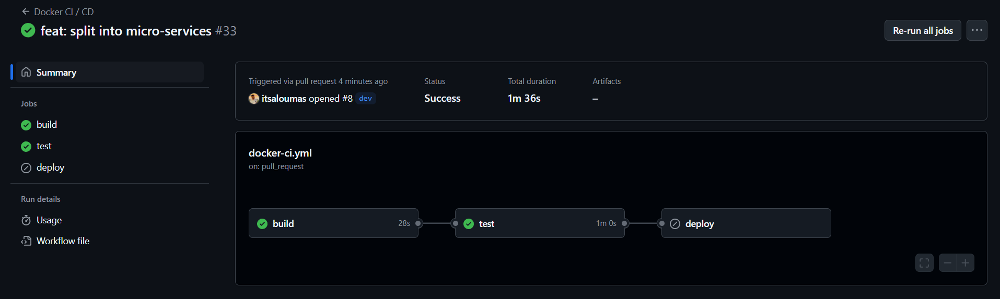 Docker CI / CD
feat: split into micro-services #33
Re-run all jobs
Summary
Jobs
build
test
deploy
Run details
Usage
Workflow file
Triggered via pull request 4 minutes ago
itsaloumas opened #8 dev
Status
Success
Total duration
1m 36s
Artifacts
–
docker-ci.yml
on: pull_request
build 28s
test 1m 0s
deploy